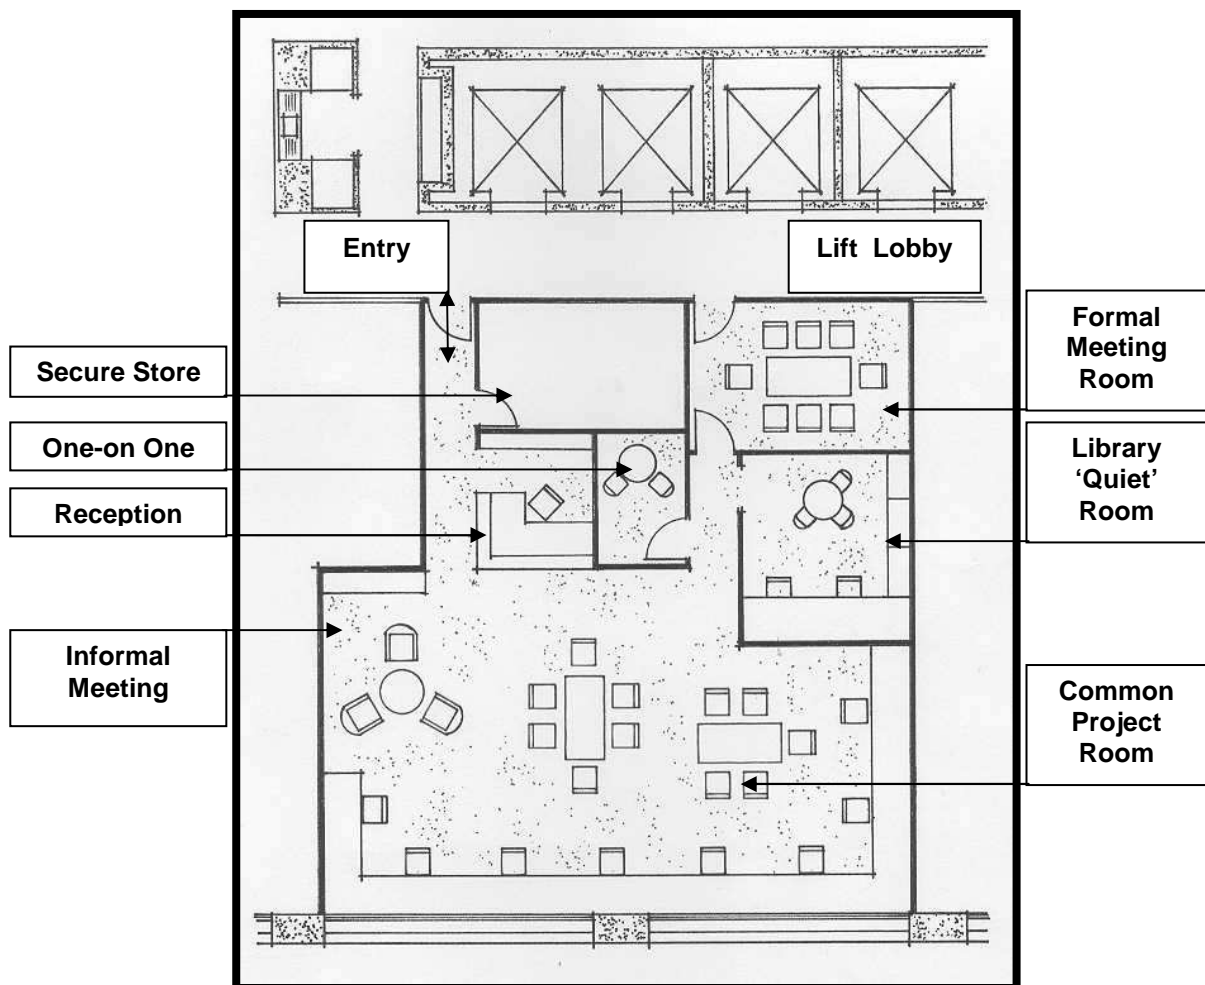 Entry
Lift Lobby
Secure Store
One-on One
Reception
Informal
Meeting
Formal
Meeting
Room
Library
‘Quiet’
Room
Common
Project
Room